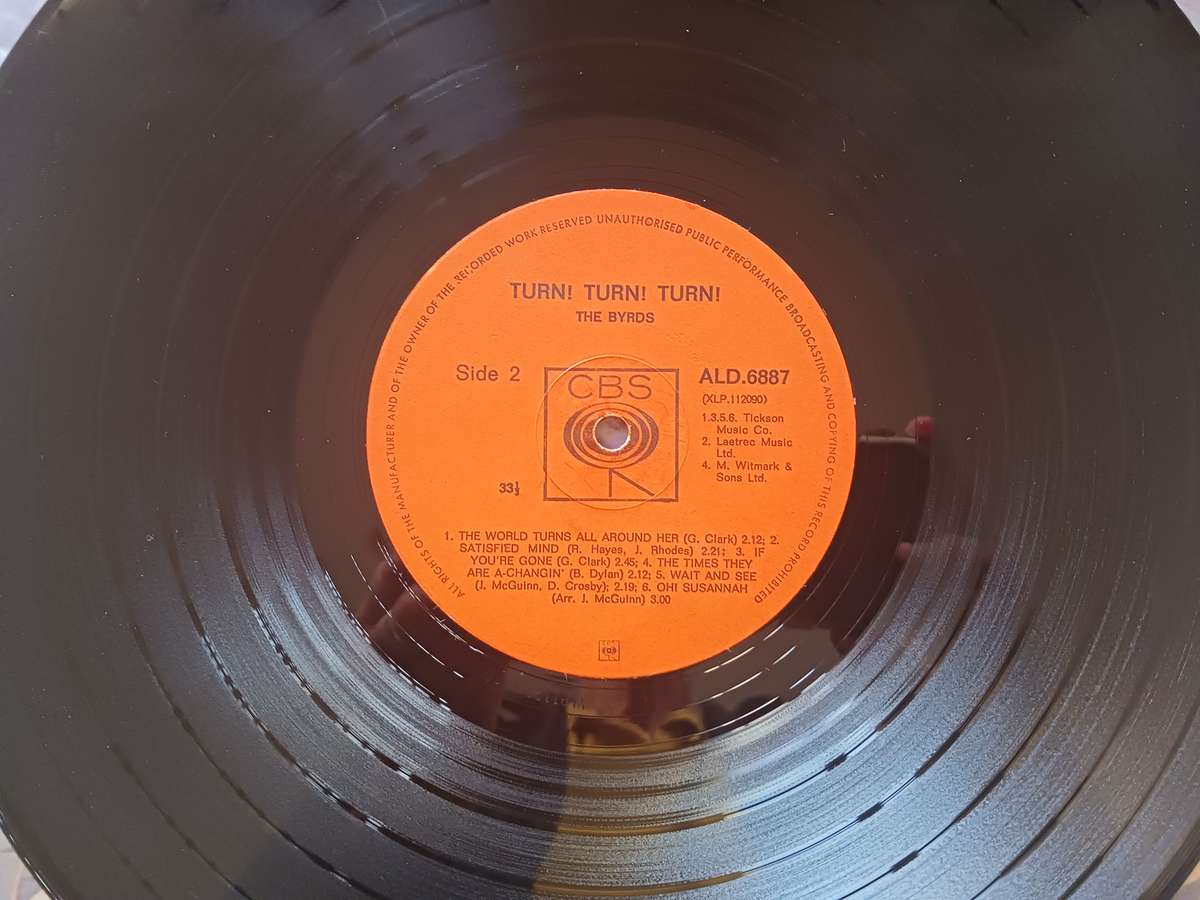 ALL RIGHTS OF THE MANUFACTURER AND OF THE OWNER OF THE RECORDED WORK RESERVED UNAUTHORISED PUBLIC PERFORMANCE BROADCASTING AND COPYING OF THIS RECORD PROHIBITED
TURN! TURN! TURN!
THE BYRDS
Side 2
CBS
ALD.6887
(XLP.112090)
1.3.5.6. Tickson
Music Co.
2. Laetrec Music
Ltd.
4. M. Witmark &
Sons Ltd.
33⅓
1. THE WORLD TURNS ALL AROUND HER (G. Clark) 2.12; 2.
SATISFIED MIND (R. Hayes, J. Rhodes) 2.21; 3. IF
YOU'RE GONE (G. Clark) 2.45; 4. THE TIMES THEY
ARE A-CHANGIN' (B. Dylan) 2.12; 5. WAIT AND SEE
(J. McGuinn, D. Crosby); 2.19; 6. OH! SUSANNAH
(Arr. J. McGuinn) 3.00